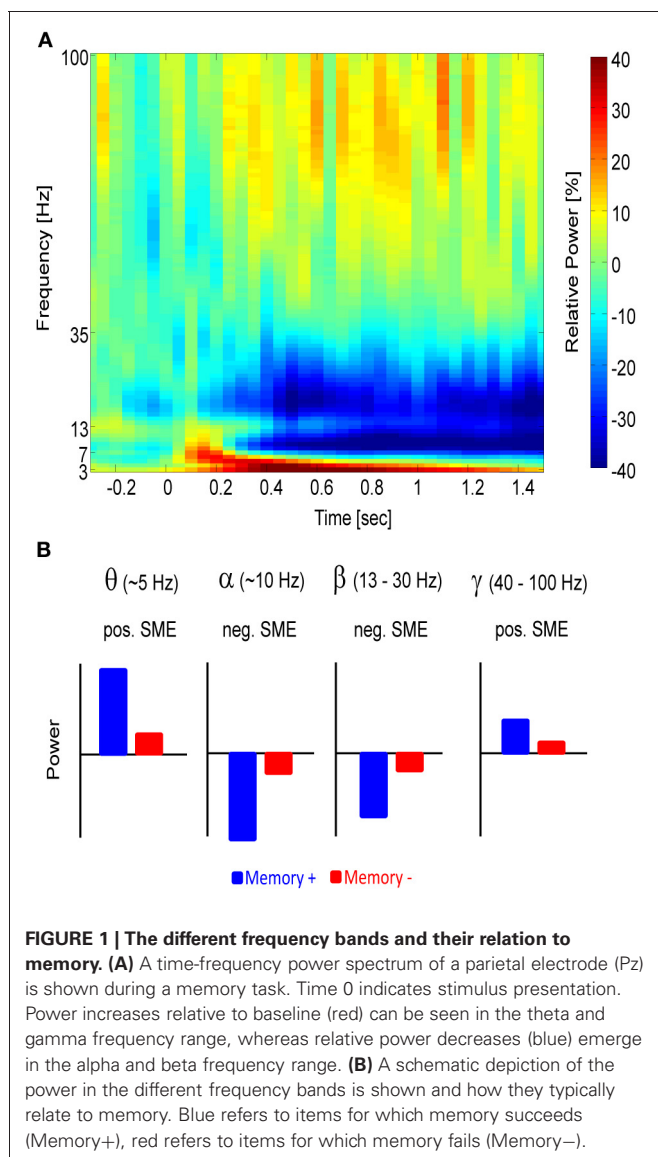 A
100
35
13
7
3
Frequency [Hz]
-0.2 0 0.2 0.4 0.6 0.8 1 1.2 1.4
Time [sec]
40
30
20
10
0
-10
-20
-30
-40
Relative Power [%]
B
θ (~5 Hz) α (~10 Hz) β (13 - 30 Hz) γ (40 - 100 Hz)
pos. SME neg. SME neg. SME pos. SME
Power
Memory + Memory -
FIGURE 1 | The different frequency bands and their relation to
memory. (A) A time-frequency power spectrum of a parietal electrode (Pz)
is shown during a memory task. Time 0 indicates stimulus presentation.
Power increases relative to baseline (red) can be seen in the theta and
gamma frequency range, whereas relative power decreases (blue) emerge
in the alpha and beta frequency range. (B) A schematic depiction of the
power in the different frequency bands is shown and how they typically
relate to memory. Blue refers to items for which memory succeeds
(Memory+), red refers to items for which memory fails (Memory−).